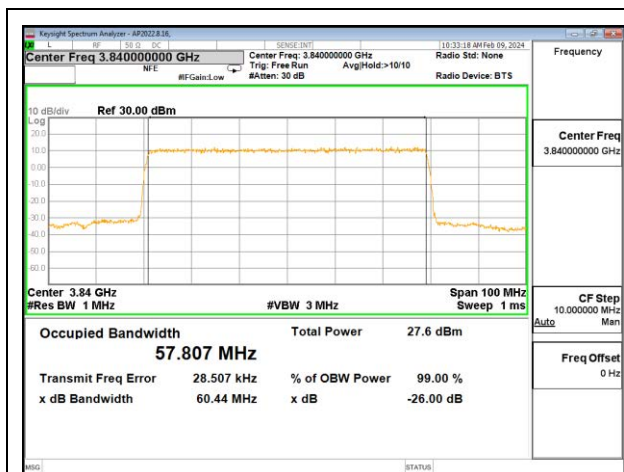 Keysight Spectrum Analyzer - AP2022.8.16,
L RF 50 Ω DC SENSE:INT 10:33:18 AM Feb 09, 2024
Center Freq 3.840000000 GHz Center Freq: 3.840000000 GHz Radio Std: None
NFE Trig: Free Run Avg|Hold:>10/10
#IFGain:Low #Atten: 30 dB Radio Device: BTS
Frequency
10 dB/div Ref 30.00 dBm
Log
20.0
10.0
0.00
-10.0
-20.0
-30.0
-40.0
-50.0
-60.0
Center 3.84 GHz Span 100 MHz
#Res BW 1 MHz #VBW 3 MHz Sweep 1 ms
Center Freq
3.840000000 GHz
CF Step
10.000000 MHz
Auto Man
Freq Offset
0 Hz
Occupied Bandwidth Total Power 27.6 dBm
57.807 MHz
Transmit Freq Error 28.507 kHz % of OBW Power 99.00 %
x dB Bandwidth 60.44 MHz x dB -26.00 dB
MSG STATUS